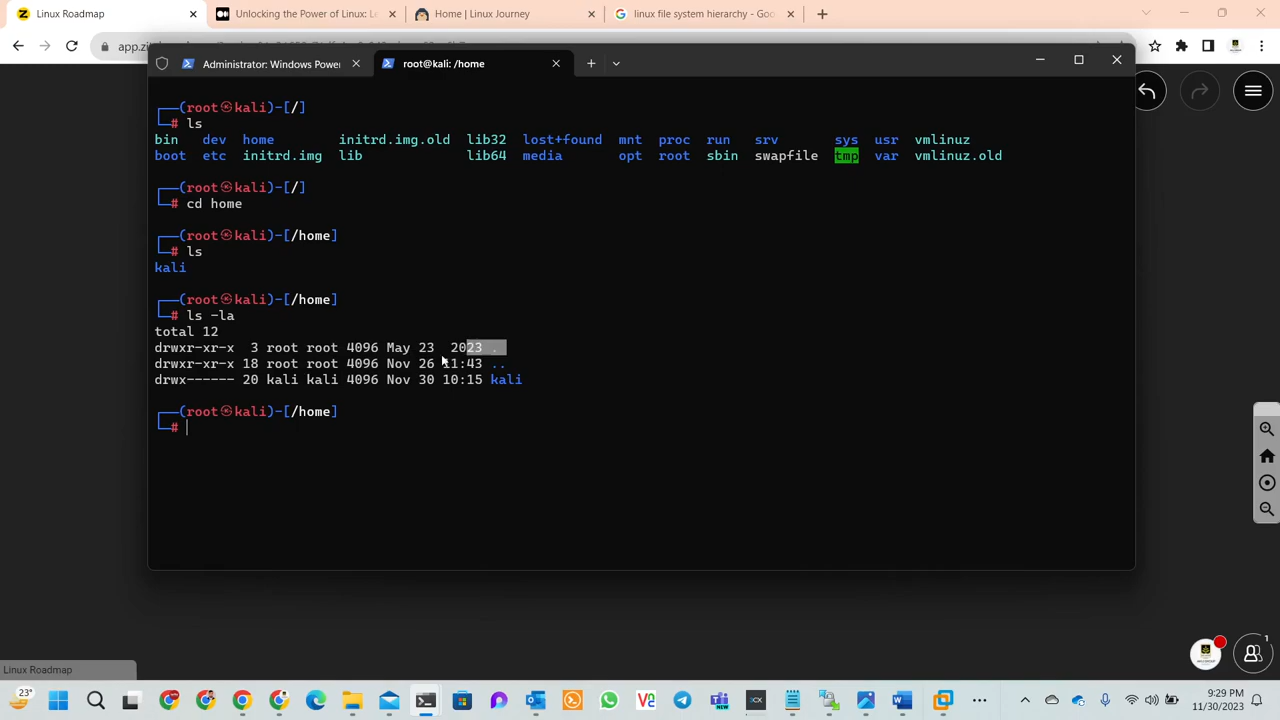 Linux Roadmap
Unlocking the Power of Linux: Le
Home | Linux Journey
linux file system hierarchy - Goo
Administrator: Windows Power
root@kali: /home
┌──(root㉿kali)-[/]
└─# ls
bin dev home initrd.img.old lib32 lost+found mnt proc run srv sys usr vmlinuz
boot etc initrd.img lib lib64 media opt root sbin swapfile tmp var vmlinuz.old
┌──(root㉿kali)-[/]
└─# cd home
┌──(root㉿kali)-[/home]
└─# ls
kali
┌──(root㉿kali)-[/home]
└─# ls -la
total 12
drwxr-xr-x 3 root root 4096 May 23 2023 .
drwxr-xr-x 18 root root 4096 Nov 26 11:43 ..
drwx------ 20 kali kali 4096 Nov 30 10:15 kali
┌──(root㉿kali)-[/home]
└─#
1
Linux Roadmap
23°
9:29 PM
11/30/2023